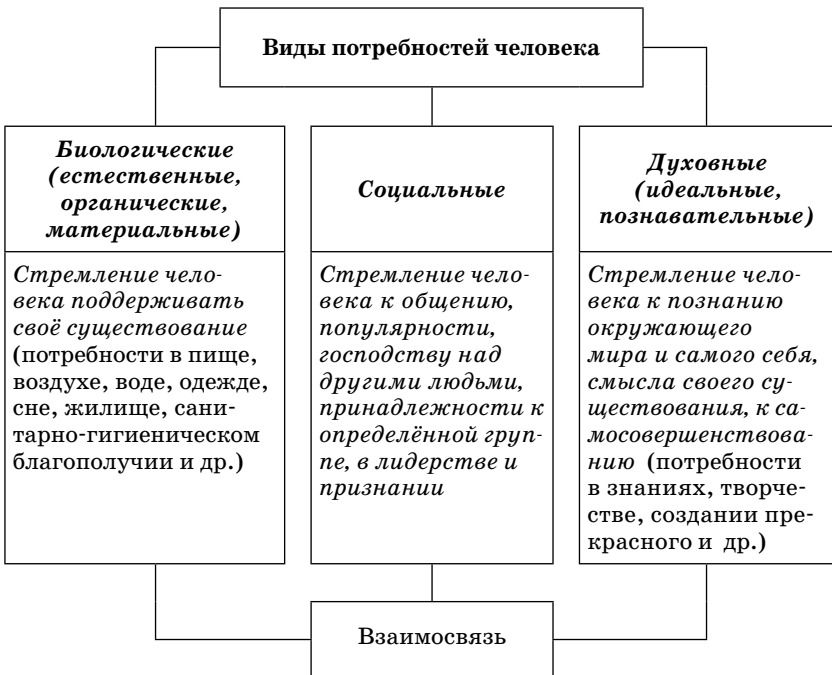 Виды потребностей человека
Биологические
(естественные,
органические,
материальные)
Социальные
Духовные
(идеальные,
познавательные)
Стремление чело-
века поддерживать
своё существование
(потребности в пище,
воздухе, воде, одежде,
сне, жилище, сани-
тарно-гигиеническом
благополучии и др.)
Стремление чело-
века к общению,
популярности,
господству над
другими людьми,
принадлежности к
определённой груп-
пе, в лидерстве и
признании
Стремление чело-
века к познанию
окружающего
мира и самого себя,
смысла своего су-
ществования, к са-
мосовершенствова-
нию (потребности
в знаниях, творче-
стве, создании пре-
красного и др.)
Взаимосвязь